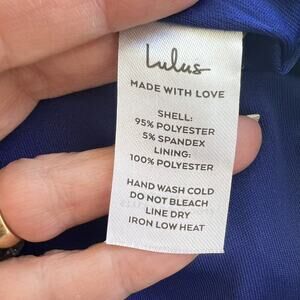 Lulus
MADE WITH LOVE
SHELL:
95% POLYESTER
5% SPANDEX
LINING:
100% POLYESTER
HAND WASH COLD
DO NOT BLEACH
LINE DRY
IRON LOW HEAT